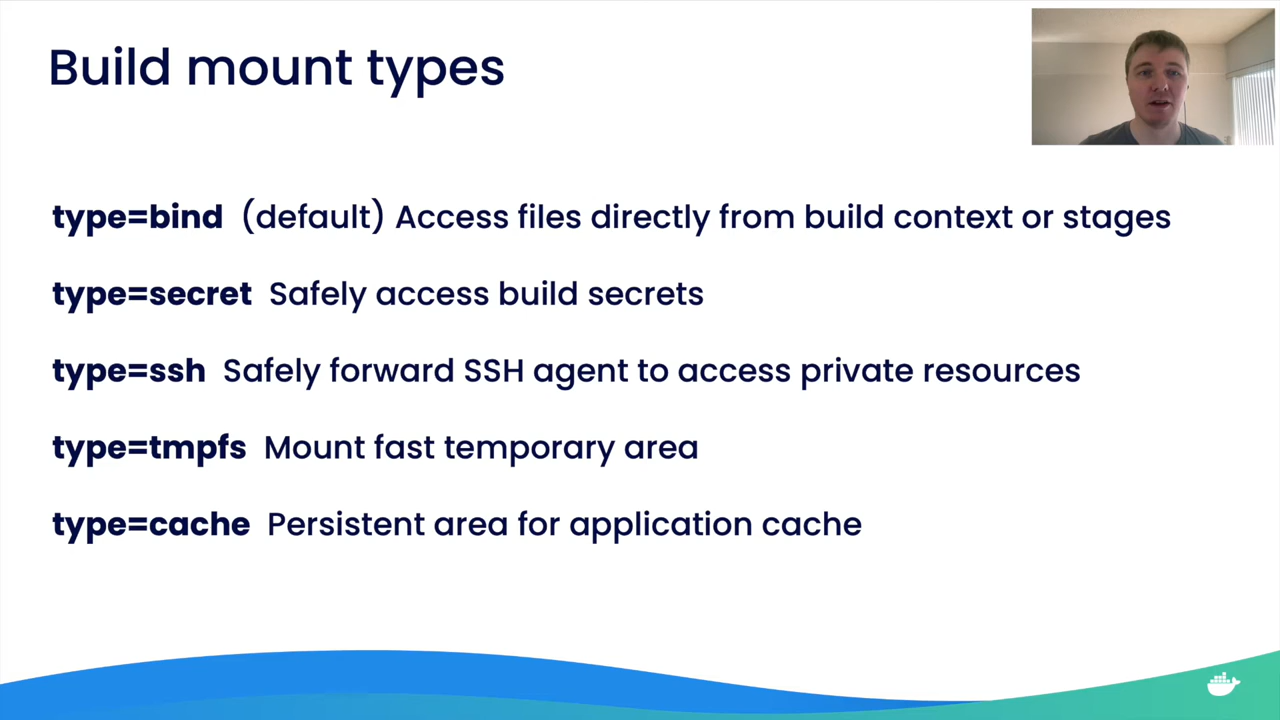 Build mount types
type=bind (default) Access files directly from build context or stages
type=secret Safely access build secrets
type=ssh Safely forward SSH agent to access private resources
type=tmpfs Mount fast temporary area
type=cache Persistent area for application cache